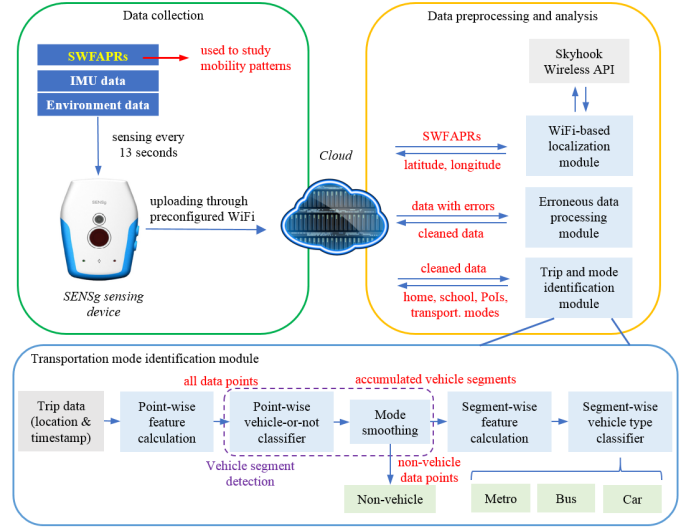 Data collection
SWFAPRs
IMU data
Environment data
used to study
mobility patterns
sensing every
13 seconds
SENSg
SENSg sensing
device
uploading through
preconfigured WiFi
Cloud
Data preprocessing and analysis
Skyhook
Wireless API
SWFAPRs
latitude, longitude
WiFi-based
localization
module
data with errors
cleaned data
Erroneous data
processing
module
cleaned data
home, school, PoIs,
transport. modes
Trip and mode
identification
module
Transportation mode identification module
all data points
accumulated vehicle segments
Trip data
(location &
timestamp)
Point-wise
feature
calculation
Point-wise
vehicle-or-not
classifier
Mode
smoothing
Segment-wise
feature
calculation
Segment-wise
vehicle type
classifier
Vehicle segment
detection
non-vehicle
data points
Non-vehicle
Metro
Bus
Car